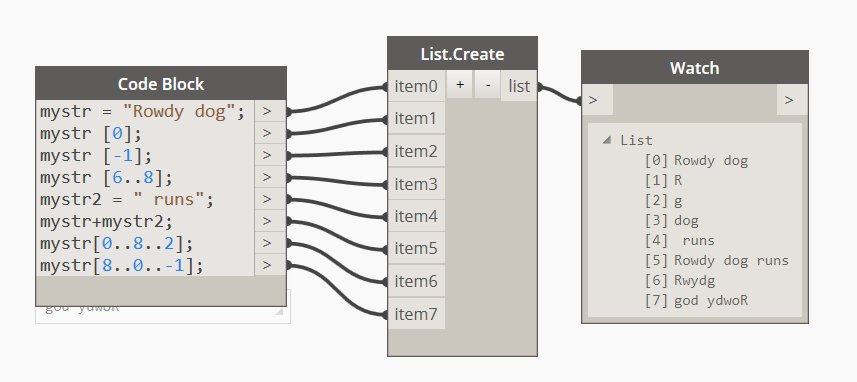 Code Block
mystr = "Rowdy dog"; >
mystr [0]; >
mystr [-1]; >
mystr [6..8]; >
mystr2 = " runs"; >
mystr+mystr2; >
mystr[0..8..2]; >
mystr[8..0..-1]; >
god ydwoR
List.Create
item0 + - list
item1
item2
item3
item4
item5
item6
item7
Watch
> >
List
[0] Rowdy dog
[1] R
[2] g
[3] dog
[4]  runs
[5] Rowdy dog runs
[6] Rwydg
[7] god ydwoR